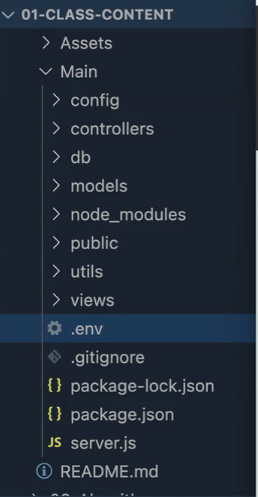 01-CLASS-CONTENT
Assets
Main
config
controllers
db
models
node_modules
public
utils
views
.env
.gitignore
{} package-lock.json
{} package.json
JS server.js
README.md